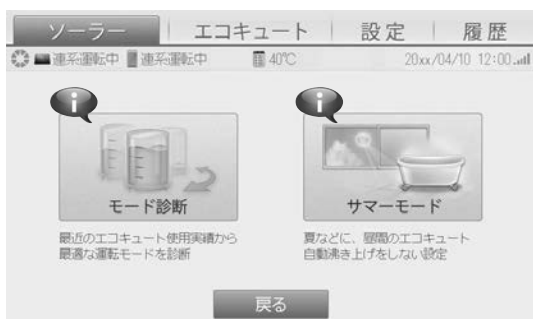 ソーラー エコキュート 設定 履歴
連系運転中 連系運転中 40℃ 20xx/04/10 12:00
モード診断 サマーモード
最近のエコキュート使用実績から
最適な運転モードを診断
夏などに、昼間のエコキュート
自動沸き上げをしない設定
戻る